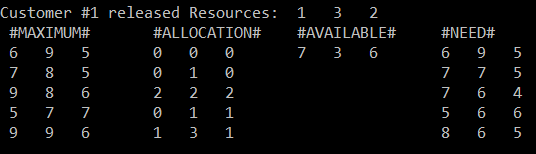 Customer #1 released Resources:  1   3   2
 #MAXIMUM#       #ALLOCATION#     #AVAILABLE#      #NEED#
 6   9   5       0   0   0        7   3   6        6   9   5
 7   8   5       0   1   0                         7   7   5
 9   8   6       2   2   2                         7   6   4
 5   7   7       0   1   1                         5   6   6
 9   9   6       1   3   1                         8   6   5